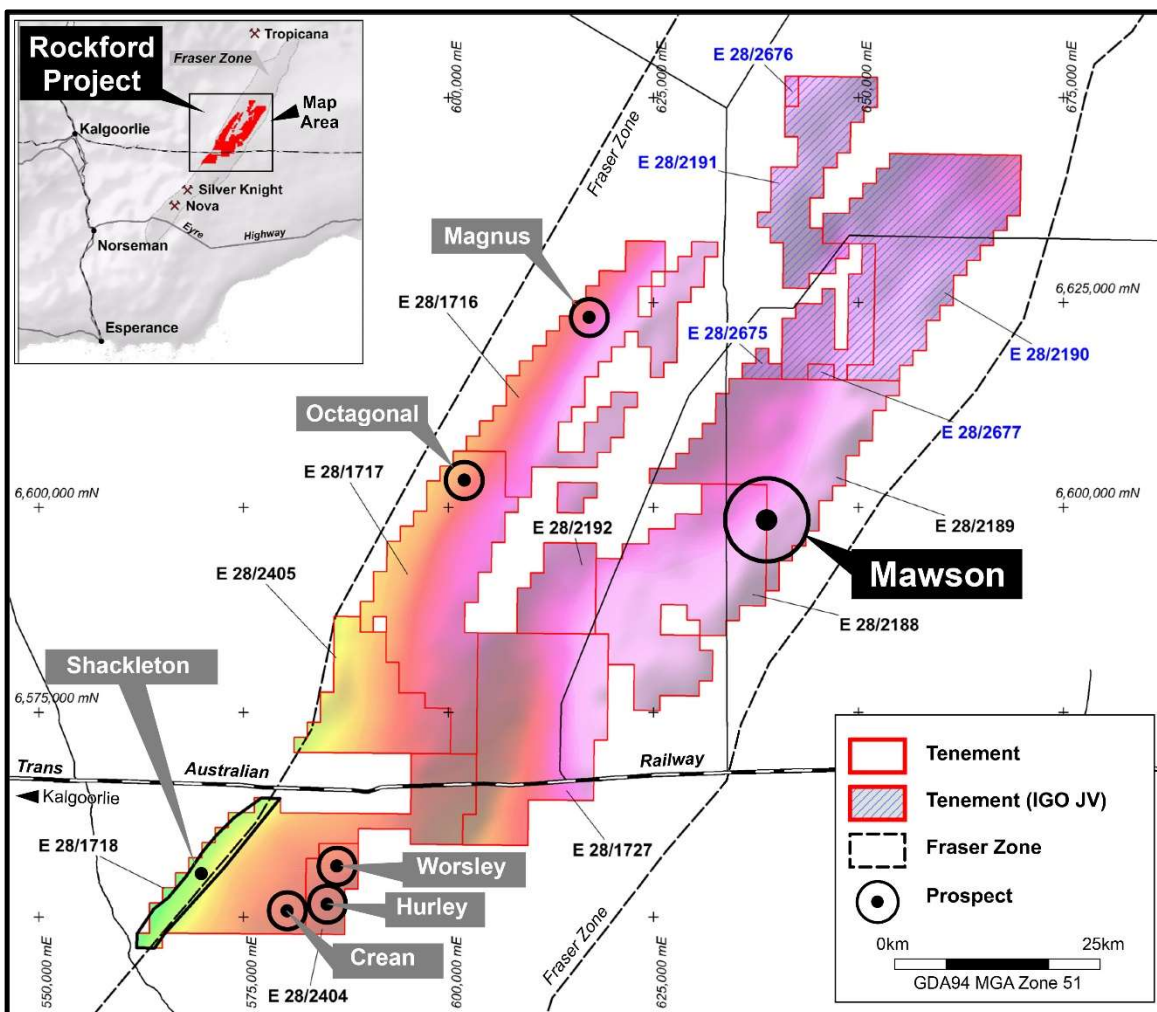 Rockford
Project
Tropicana
Fraser Zone
Map
Area
Kalgoorlie
Silver Knight
Nova
Norseman
Eyre
Highway
Esperance
600,000 mE
625,000 mE
650,000 mE
675,000 mE
E 28/2676
Fraser Zone
E 28/2191
Magnus
E 28/1716
6,625,000 mN
E 28/2675
E 28/2190
Octagonal
E 28/2677
E 28/1717
6,600,000 mN
6,600,000 mN
E 28/2192
E 28/2189
E 28/2405
Mawson
E 28/2188
Shackleton
6,575,000 mN
6,575,000 mN
Trans Australian Railway
Kalgoorlie
E 28/1718
E 28/1727
Worsley
Hurley
Crean
E 28/2404
Fraser Zone
550,000 mE
575,000 mE
600,000 mE
625,000 mE
Tenement
Tenement (IGO JV)
Fraser Zone
Prospect
0km 25km
GDA94 MGA Zone 51